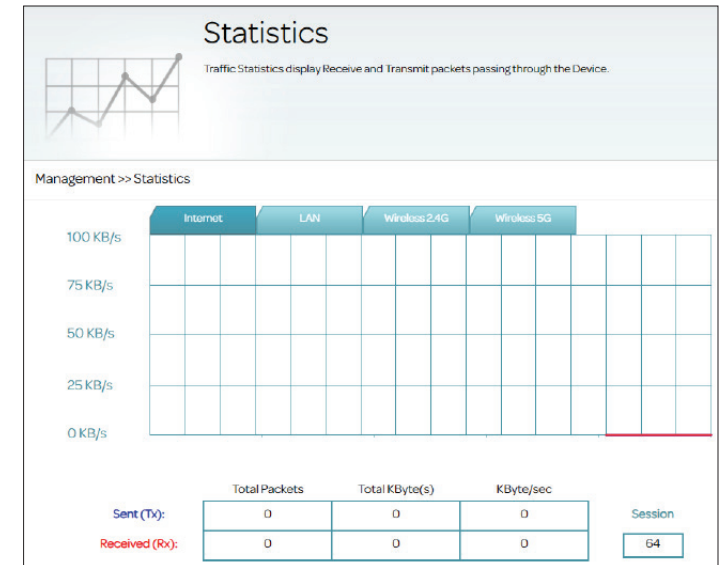 Statistics
Traffic Statistics display Receive and Transmit packets passing through the Device.
Management >> Statistics
Internet LAN Wireless 2.4G Wireless 5G
100 KB/s
75 KB/s
50 KB/s
25 KB/s
0 KB/s
Total Packets Total KByte(s) KByte/sec
Sent (Tx): 0 0 0 Session
Received (Rx): 0 0 0 64